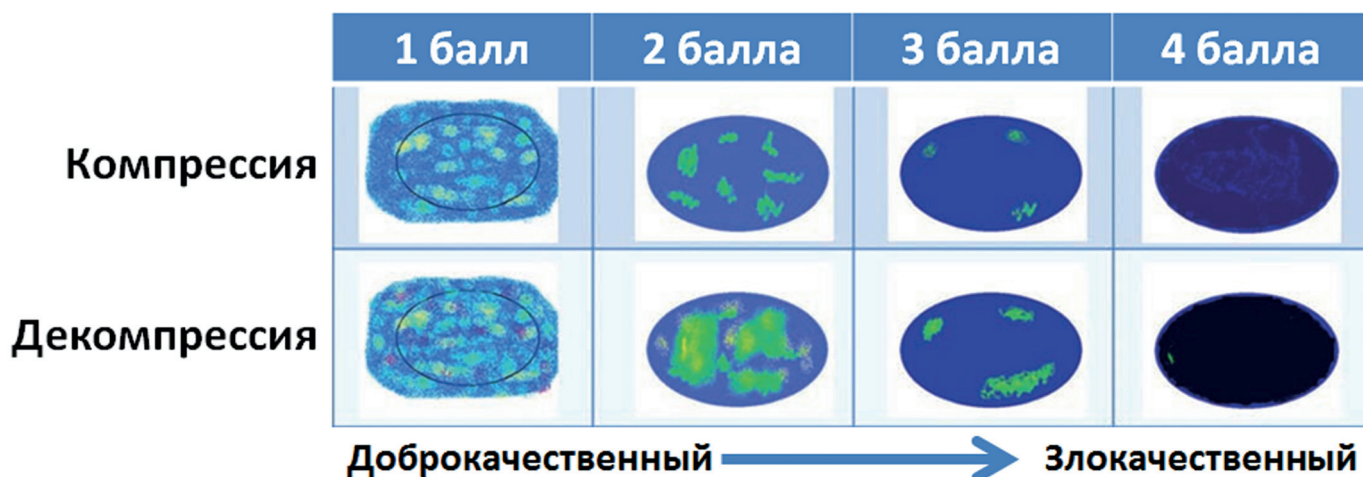 1 балл 2 балла 3 балла 4 балла
Компрессия
Декомпрессия
Доброкачественный Злокачественный